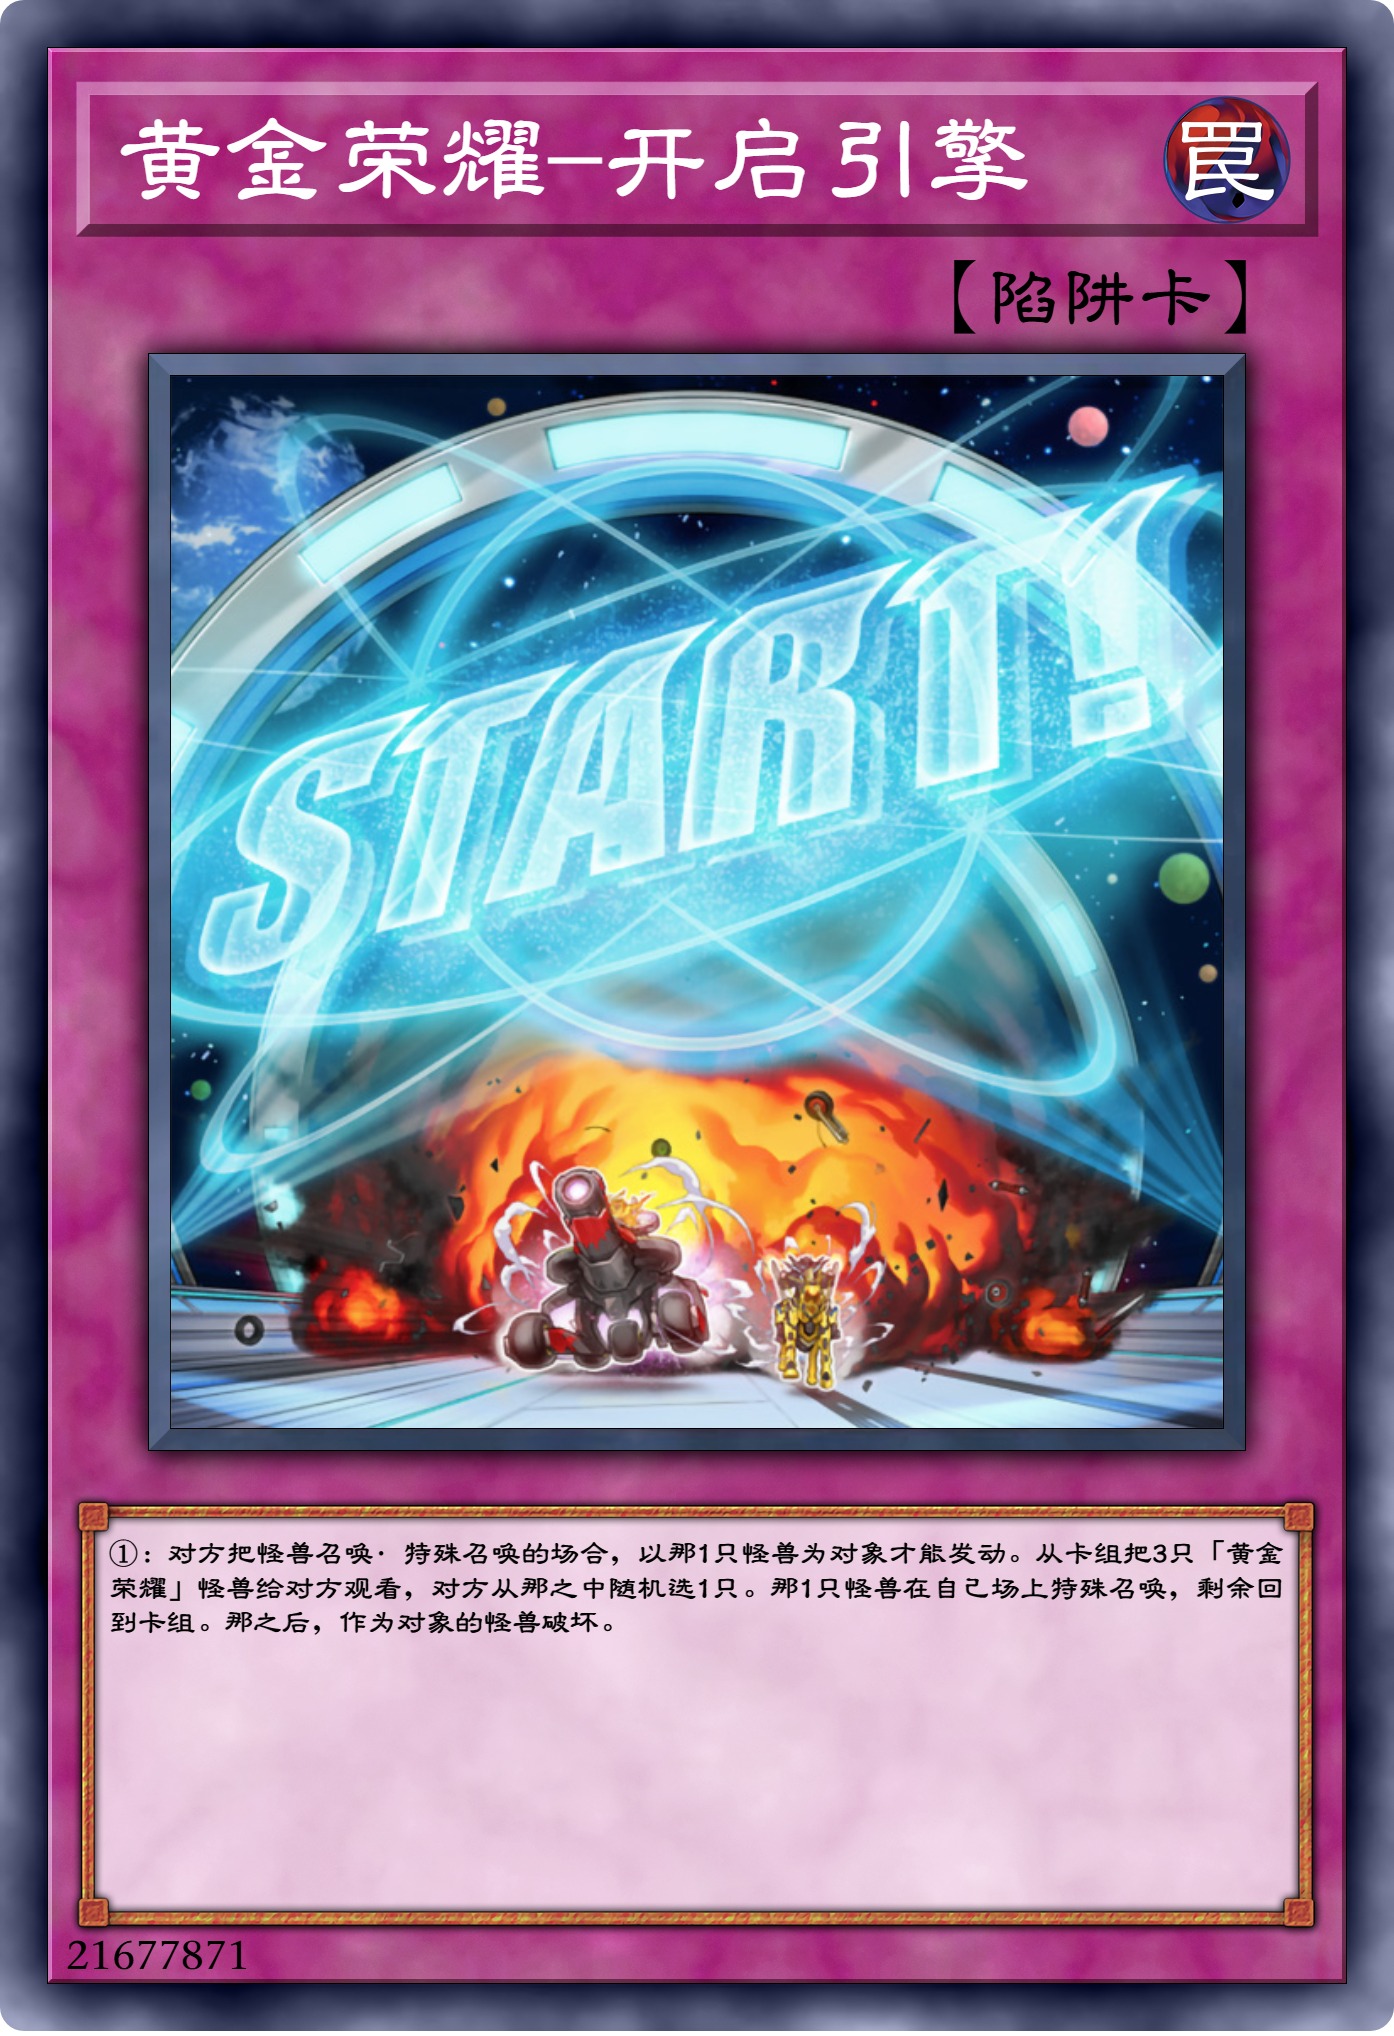 黄金荣耀-开启引擎
罠
【陷阱卡】
START!
①：对方把怪兽召唤·特殊召唤的场合，以那1只怪兽为对象才能发动。从卡组把3只「黄金
荣耀」怪兽给对方观看，对方从那之中随机选1只。那1只怪兽在自己场上特殊召唤，剩余回
到卡组。那之后，作为对象的怪兽破坏。
21677871